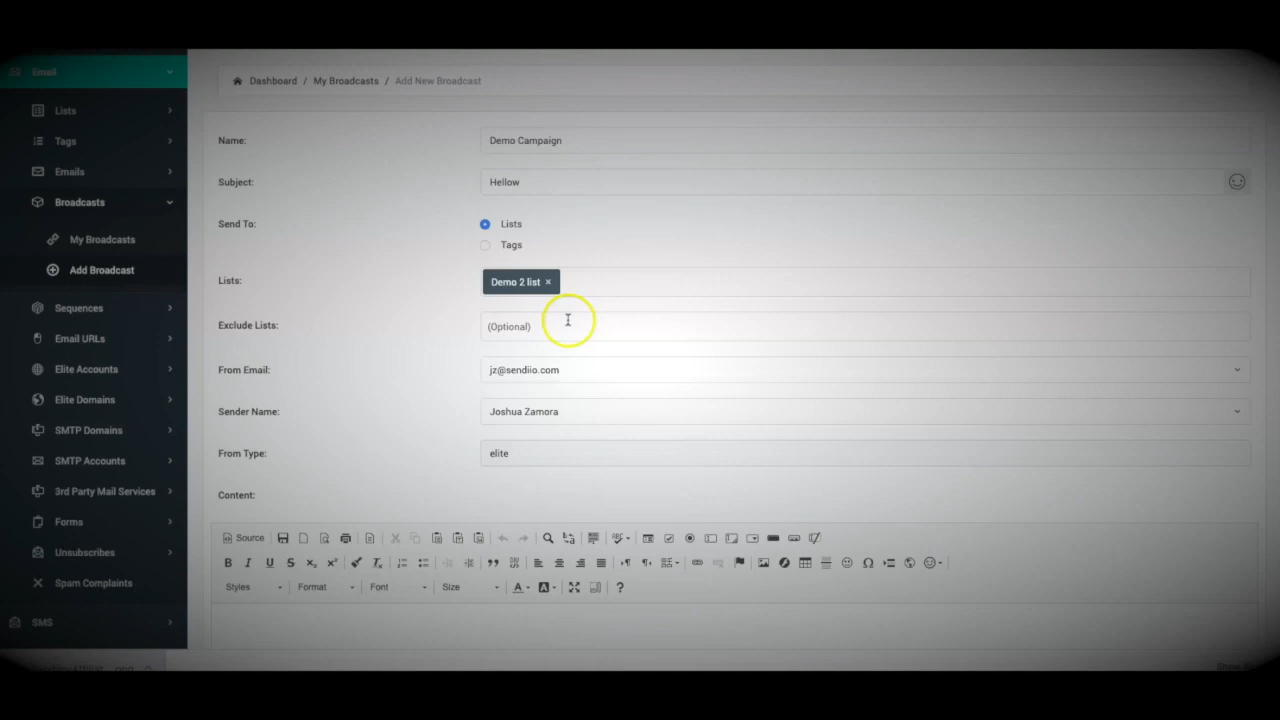 Email
Dashboard / My Broadcasts / Add New Broadcast
Lists
Tags
Emails
Broadcasts
My Broadcasts
Add Broadcast
Sequences
Email URLs
Elite Accounts
Elite Domains
SMTP Domains
SMTP Accounts
3rd Party Mail Services
Forms
Unsubscribes
Spam Complaints
SMS
Name: Demo Campaign
Subject: Hellow
Send To: Lists
Tags
Lists: Demo 2 list ×
Exclude Lists: (Optional)
From Email: jz@sendiio.com
Sender Name: Joshua Zamora
From Type: elite
Content:
Source
Styles Format Font Size